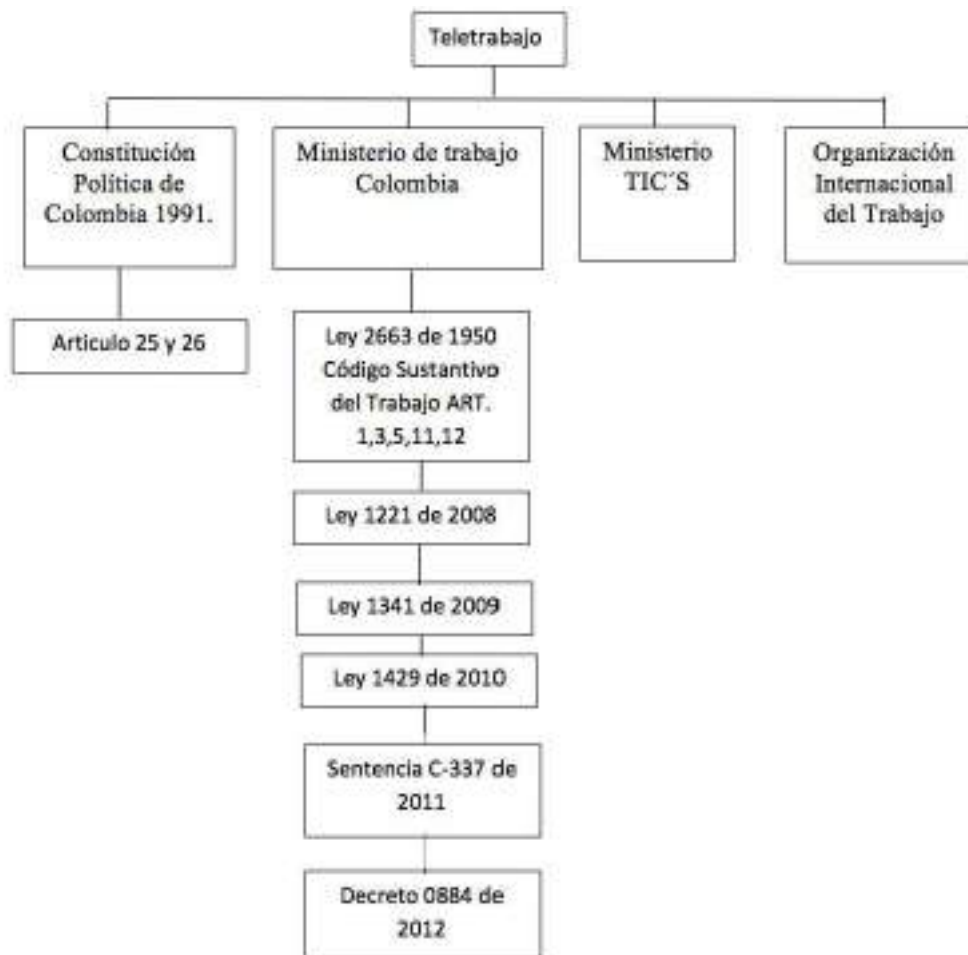 Teletrabajo
Constitución
Política de
Colombia 1991.
Ministerio de trabajo
Colombia
Ministerio
TIC´S
Organización
Internacional
del Trabajo
Articulo 25 y 26
Ley 2663 de 1950
Código Sustantivo
del Trabajo ART.
1,3,5,11,12
Ley 1221 de 2008
Ley 1341 de 2009
Ley 1429 de 2010
Sentencia C-337 de
2011
Decreto 0884 de
2012